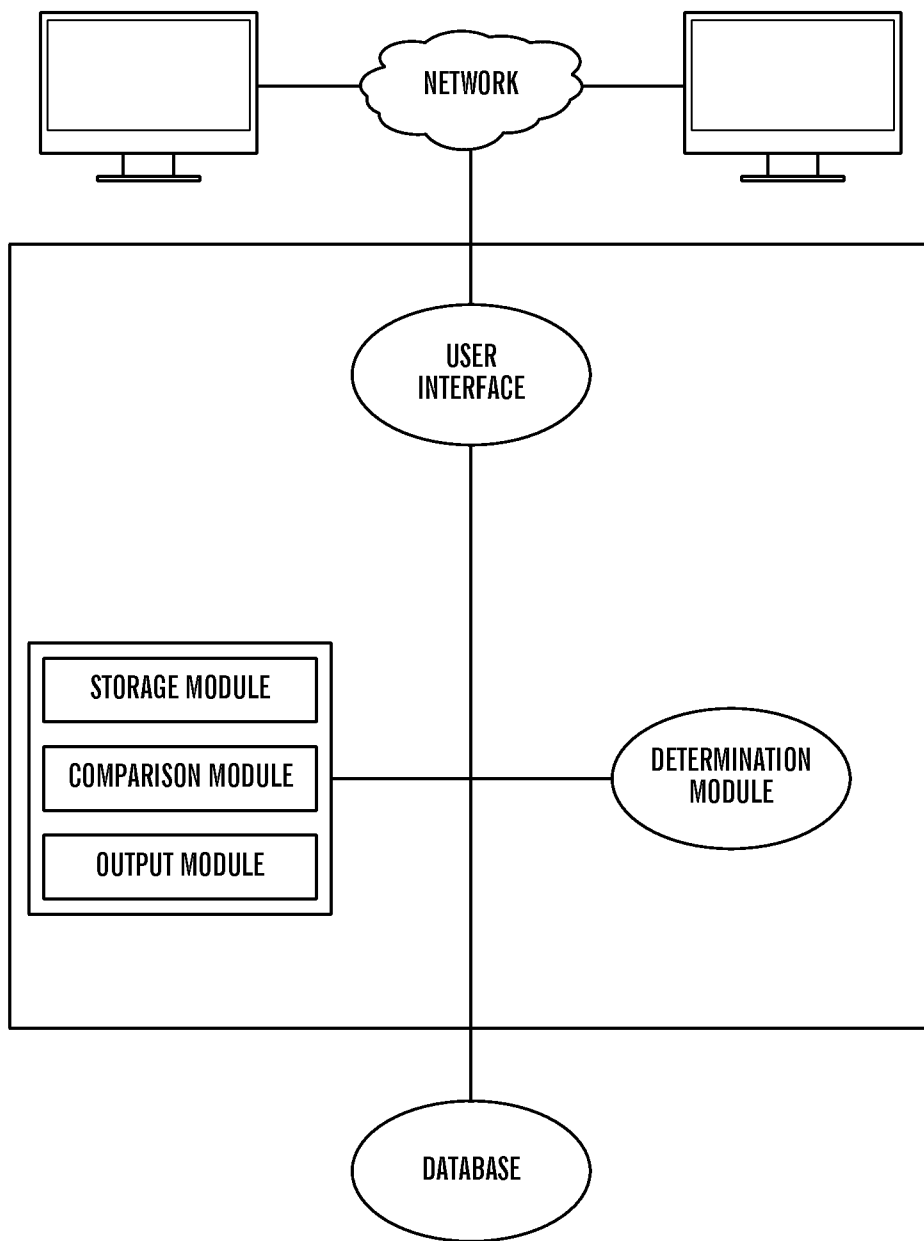 NETWORK
USER
INTERFACE
STORAGE MODULE
COMPARISON MODULE
OUTPUT MODULE
DETERMINATION
MODULE
DATABASE